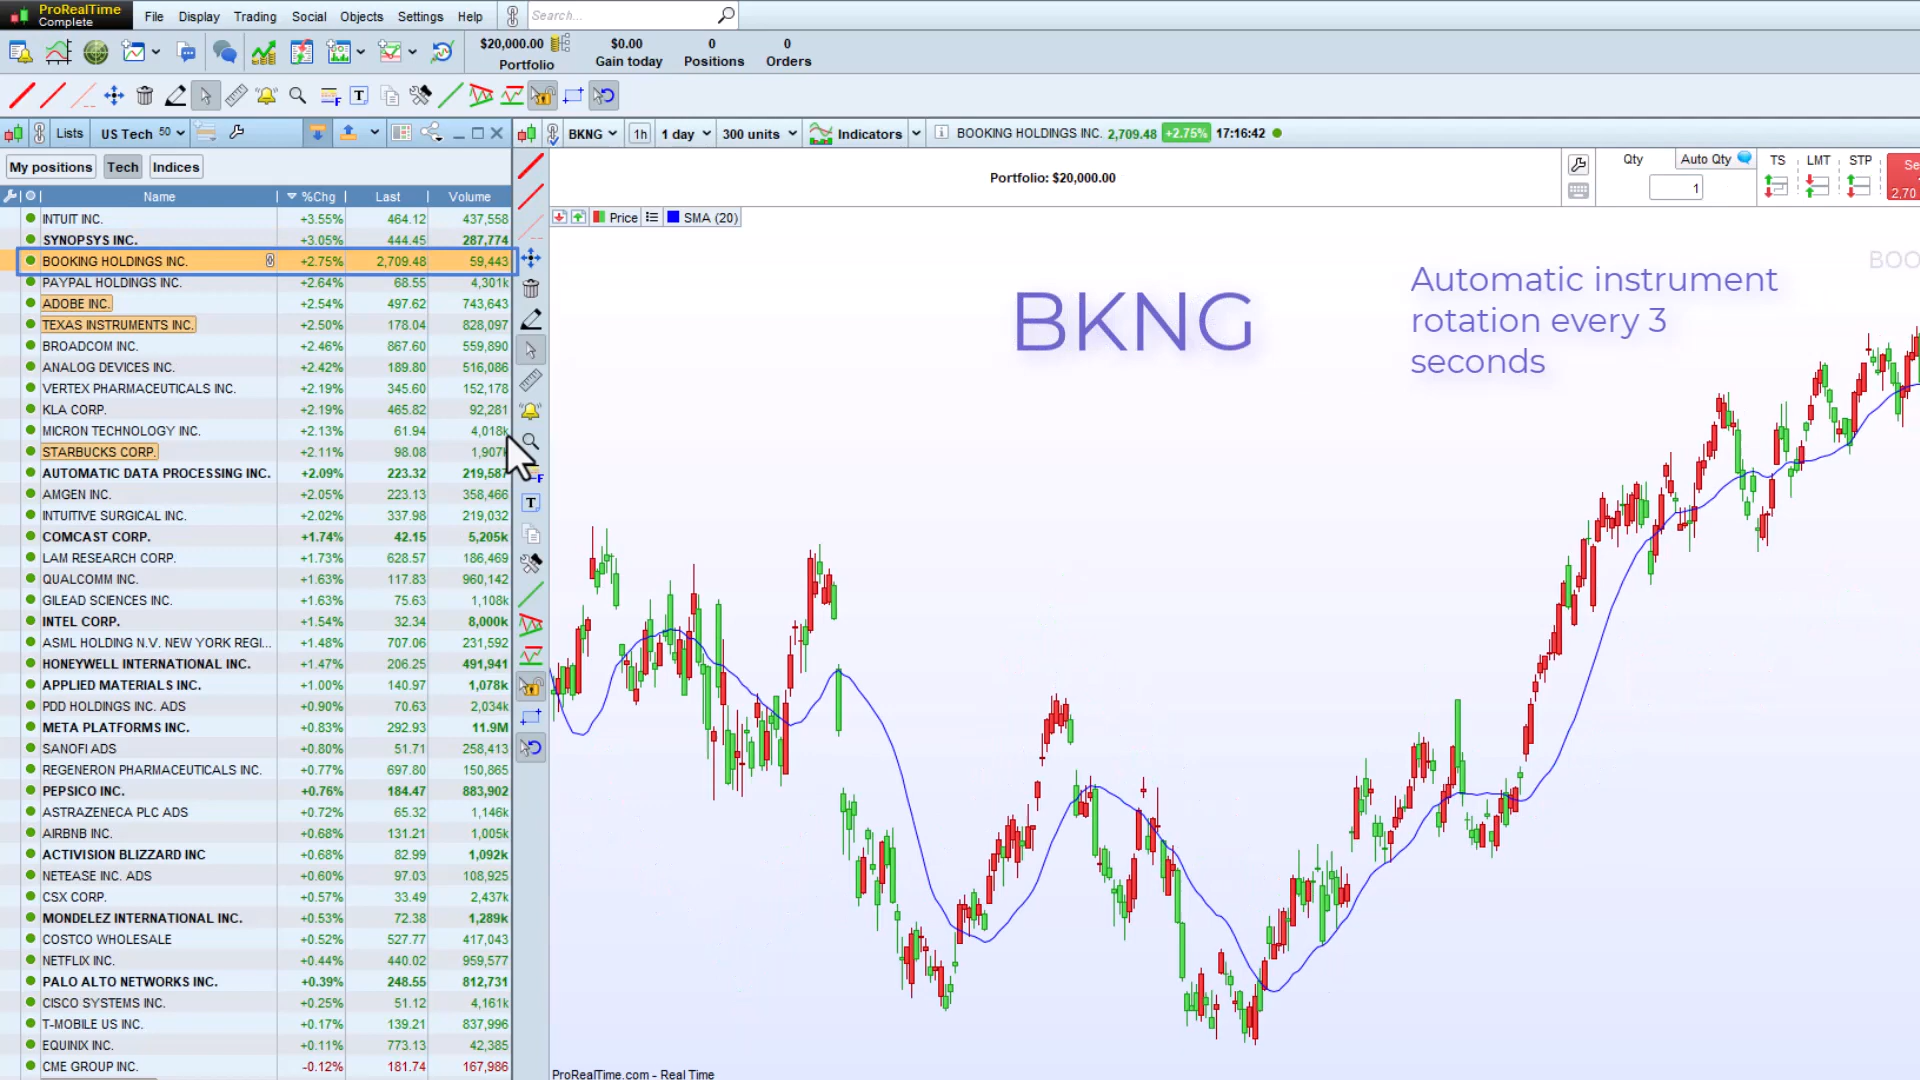 ProRealTime
Complete
File Display Trading Social Objects Settings Help Search...
$20,000.00 $0.00 0 0
Portfolio Gain today Positions Orders
Lists US Tech 50
BKNG 1h 1 day 300 units Indicators BOOKING HOLDINGS INC. 2,709.48 +2.75% 17:16:42
My positions Tech Indices
Portfolio: $20,000.00
Qty Auto Qty TS LMT STP
1
2,70
Name %Chg Last Volume
Price SMA (20)
INTUIT INC. +3.55% 464.12 437,558
SYNOPSYS INC. +3.05% 444.45 287,774
BOOKING HOLDINGS INC. +2.75% 2,709.48 59,443
PAYPAL HOLDINGS INC. +2.64% 68.55 4,301k
ADOBE INC. +2.54% 497.62 743,643
TEXAS INSTRUMENTS INC. +2.50% 178.04 828,097
BROADCOM INC. +2.46% 867.60 559,890
ANALOG DEVICES INC. +2.42% 189.80 516,086
VERTEX PHARMACEUTICALS INC. +2.19% 345.60 152,178
KLA CORP. +2.19% 465.82 92,281
MICRON TECHNOLOGY INC. +2.13% 61.94 4,018k
STARBUCKS CORP. +2.11% 98.08 1,907k
AUTOMATIC DATA PROCESSING INC. +2.09% 223.32 219,587
AMGEN INC. +2.05% 223.13 358,466
INTUITIVE SURGICAL INC. +2.02% 337.98 219,032
COMCAST CORP. +1.74% 42.15 5,205k
LAM RESEARCH CORP. +1.73% 628.57 186,469
QUALCOMM INC. +1.63% 117.83 960,142
GILEAD SCIENCES INC. +1.63% 75.63 1,108k
INTEL CORP. +1.54% 32.34 8,000k
ASML HOLDING N.V. NEW YORK REGI... +1.48% 707.06 231,592
HONEYWELL INTERNATIONAL INC. +1.47% 206.25 491,941
APPLIED MATERIALS INC. +1.00% 140.97 1,078k
PDD HOLDINGS INC. ADS +0.90% 70.63 2,034k
META PLATFORMS INC. +0.83% 292.93 11.9M
SANOFI ADS +0.80% 51.71 258,413
REGENERON PHARMACEUTICALS INC. +0.77% 697.80 150,865
PEPSICO INC. +0.76% 184.47 883,902
ASTRAZENECA PLC ADS +0.72% 65.32 1,146k
AIRBNB INC. +0.68% 131.21 1,005k
ACTIVISION BLIZZARD INC +0.68% 82.99 1,092k
NETEASE INC. ADS +0.60% 97.03 108,925
CSX CORP. +0.57% 33.49 2,437k
MONDELEZ INTERNATIONAL INC. +0.53% 72.38 1,289k
COSTCO WHOLESALE +0.52% 527.77 417,043
NETFLIX INC. +0.44% 440.02 959,577
PALO ALTO NETWORKS INC. +0.39% 248.55 812,731
CISCO SYSTEMS INC. +0.25% 51.12 4,161k
T-MOBILE US INC. +0.17% 139.21 837,996
EQUINIX INC. +0.11% 773.13 42,385
CME GROUP INC. -0.12% 181.74 167,986
BKNG
Automatic instrument
rotation every 3
seconds
BOO
ProRealTime.com - Real Time